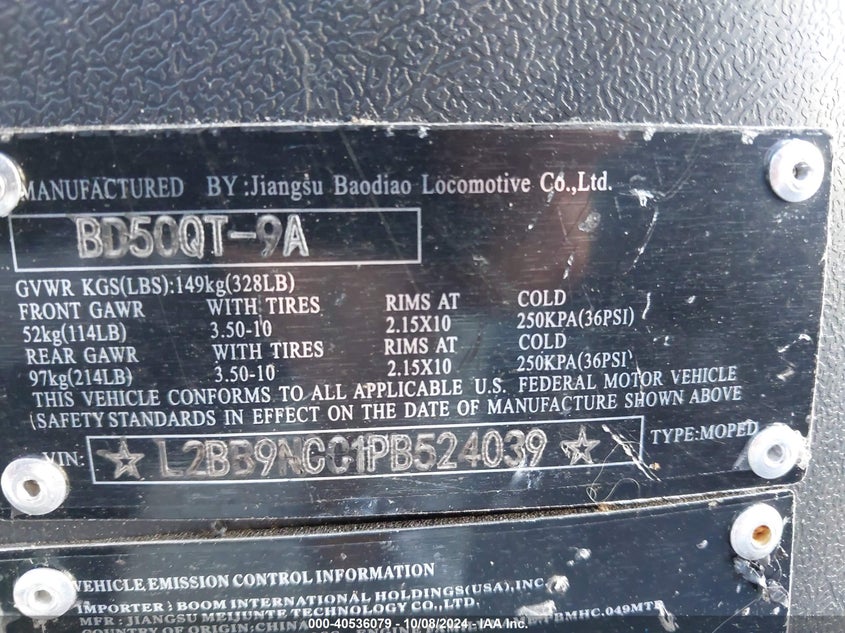 MANUFACTURED BY:Jiangsu Baodiao Locomotive Co.,Ltd.
BD50QT-9A
GVWR KGS(LBS):149kg(328LB)
FRONT GAWR WITH TIRES RIMS AT COLD
52kg(114LB) 3.50-10 2.15X10 250KPA(36PSI)
REAR GAWR WITH TIRES RIMS AT COLD
97kg(214LB) 3.50-10 2.15X10 250KPA(36PSI)
THIS VEHICLE CONFORMS TO ALL APPLICABLE U.S. FEDERAL MOTOR VEHICLE
(SAFETY STANDARDS IN EFFECT ON THE DATE OF MANUFACTURE SHOWN ABOVE
VIN: ☆ L2BB9NCC1PB524039 ☆ TYPE:MOPED
VEHICLE EMISSION CONTROL INFORMATION
IMPORTER : BOOM INTERNATIONAL HOLDINGS(USA),INC.
MFR : JIANGSU MEIJUNTE TECHNOLOGY CO.,LTD.
COUNTRY OF ORIGIN:CHINA
000-40536079 - 10/08/2024 - IAA Inc.